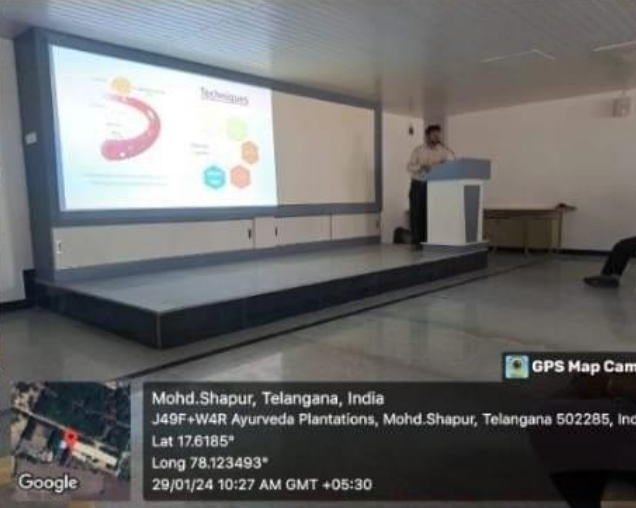 Techniques
GPS Map Cam
Mohd.Shapur, Telangana, India
J49F+W4R Ayurveda Plantations, Mohd.Shapur, Telangana 502285, Ind
Lat 17.6185°
Long 78.123493°
29/01/24 10:27 AM GMT +05:30
Google